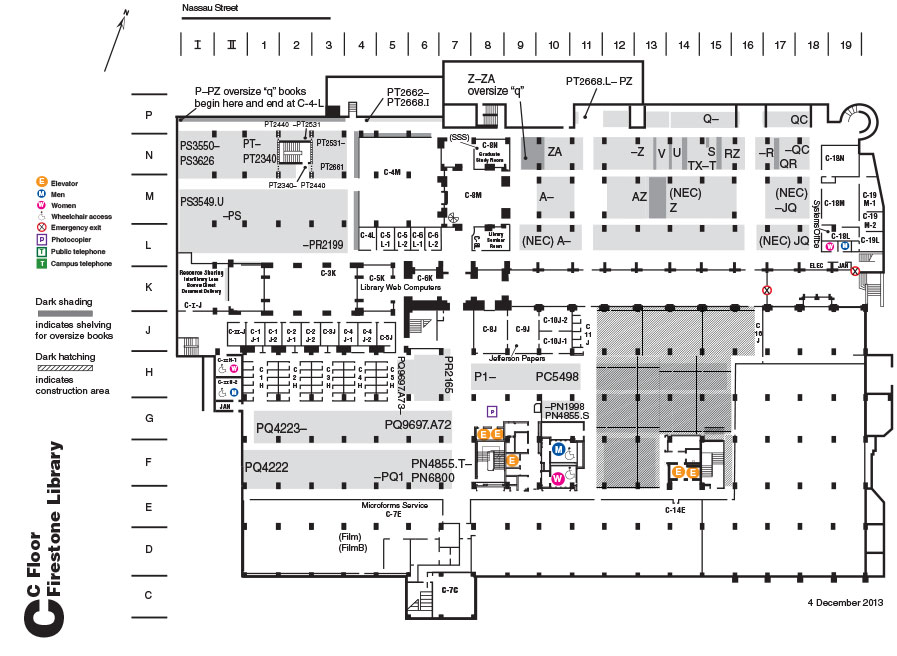 Nassau Street
N
I II 1 2 3 4 5 6 7 8 9 10 11 12 13 14 15 16 17 18 19
P–PZ oversize "q" books
begin here and end at C-4-L
PT2662–
PT2668.I
Z–ZA
oversize "q"
PT2668.L– PZ
P
Q–
QC
PT2440 –PT2531
(SSS)
C-8N
Graduate
Study Room
N
PS3550–
PS3626
PT–
PT2340
PT2531–
PT2661
ZA
–Z
V
U
TX–T
S
RZ
–R
–QC
QR
C-18N
C-4M
PT2340– PT2440
Elevator
Men
Women
Wheelchair access
Emergency exit
Photocopier
Public telephone
Campus telephone
M
PS3549.U
–PS
C-8M
A–
AZ
(NEC)
Z
(NEC)
–JQ
C-18M
C-19
M-1
C-19
M-2
Systems Office
L
–PR2199
C-4L
C-5
L-1
C-5
L-2
C-6
L-1
C-6
L-2
Library
Seminar
Room
(NEC) A–
(NEC) JQ
C-18L
C-19L
W
M
ELEC
JAN
K
Resource Sharing
Interlibrary Loan
Borrow Direct
Document Delivery
C-I-J
C-3K
C-5K
C-6K
Library Web Computers
Dark shading
indicates shelving
for oversize books
Dark hatching
indicates
construction area
J
C-II-J
C-1
J-1
C-1
J-2
C-2
J-1
C-2
J-2
C-3J
C-4
J-1
C-4
J-2
C-5J
C-8J
C-9J
C-10J-2
C-10J-1
C
11
J
C
16
J
Jefferson Papers
H
C-IIH-1
W
C-IIH-2
M
JAN
C
1
H
C
2
H
C
3
H
C
4
H
C
5
H
PQ9697.A73–
PR2165
P1–
PC5498
G
PQ4223–
PQ9697.A72
P
–PN1998
PN4855.S
F
PQ4222
–PQ1
PN4855.T–
PN6800
E
E
E
M
W
E
E
E
Microforms Service
C-7E
C-14E
D
(Film)
(FilmB)
C
C-7C
C
C Floor
Firestone Library
4 December 2013